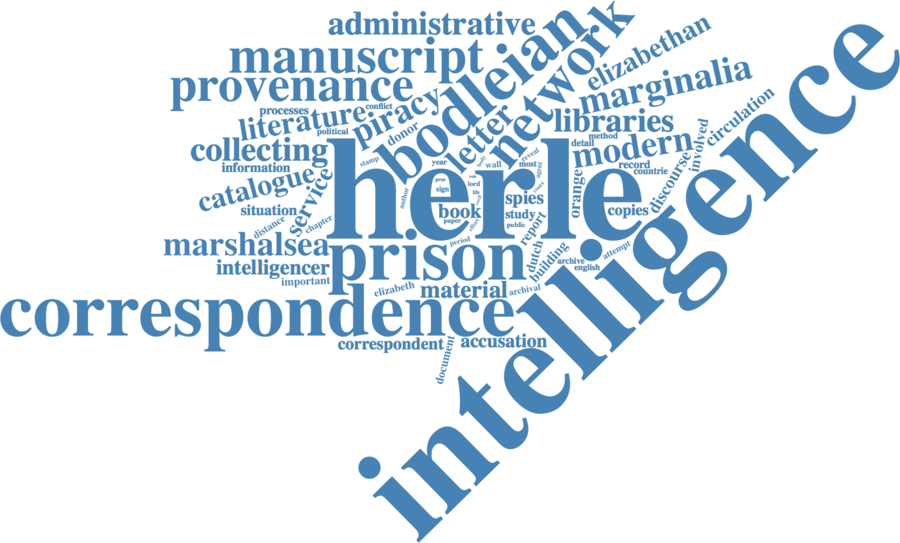 administrative
manuscript
provenance
bodleian
network
elizabethan
marginalia
processes
conflict
literature
political
piracy
donor
letter
libraries
method
detail
modern
collecting
information
catalogue
service
stamp
year
body
wall
most
reveal
agent
record
countrie
involved
circulation
discourse
orange
herle
author
sign
lord
book
paper
spies
study
public
copies
situation
distance
chapter
report
period
marshalsea
intelligencer
important
prison
dutch
building
archive
english
attempt
elizabeth
material
archival
correspondence
correspondent
accusation
document
intelligence